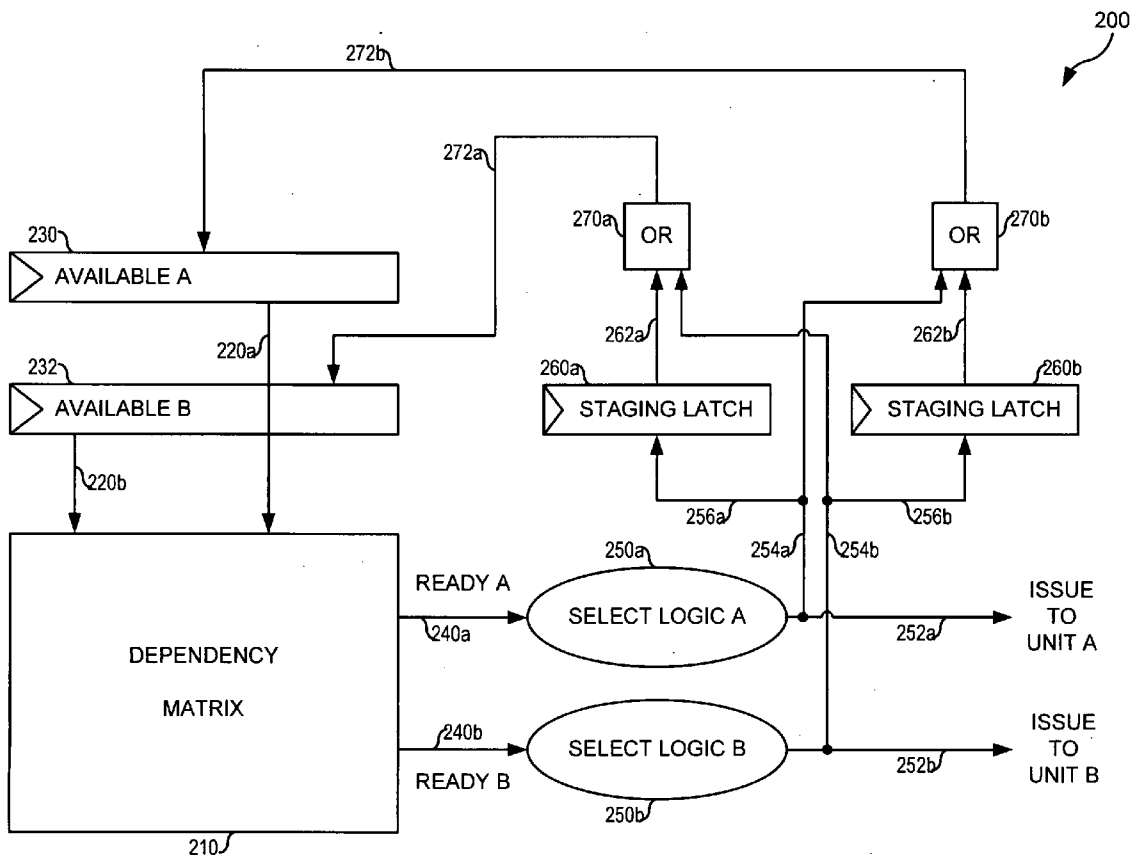 200
272b
272a
270a
OR
OR
270b
230
AVAILABLE A
220a
262a
262b
232
AVAILABLE B
260a
STAGING LATCH
260b
STAGING LATCH
220b
256a
256b
254a
254b
250a
READY A
SELECT LOGIC A
240a
252a
ISSUE
TO
UNIT A
DEPENDENCY
MATRIX
240b
READY B
SELECT LOGIC B
250b
252b
ISSUE
TO
UNIT B
210